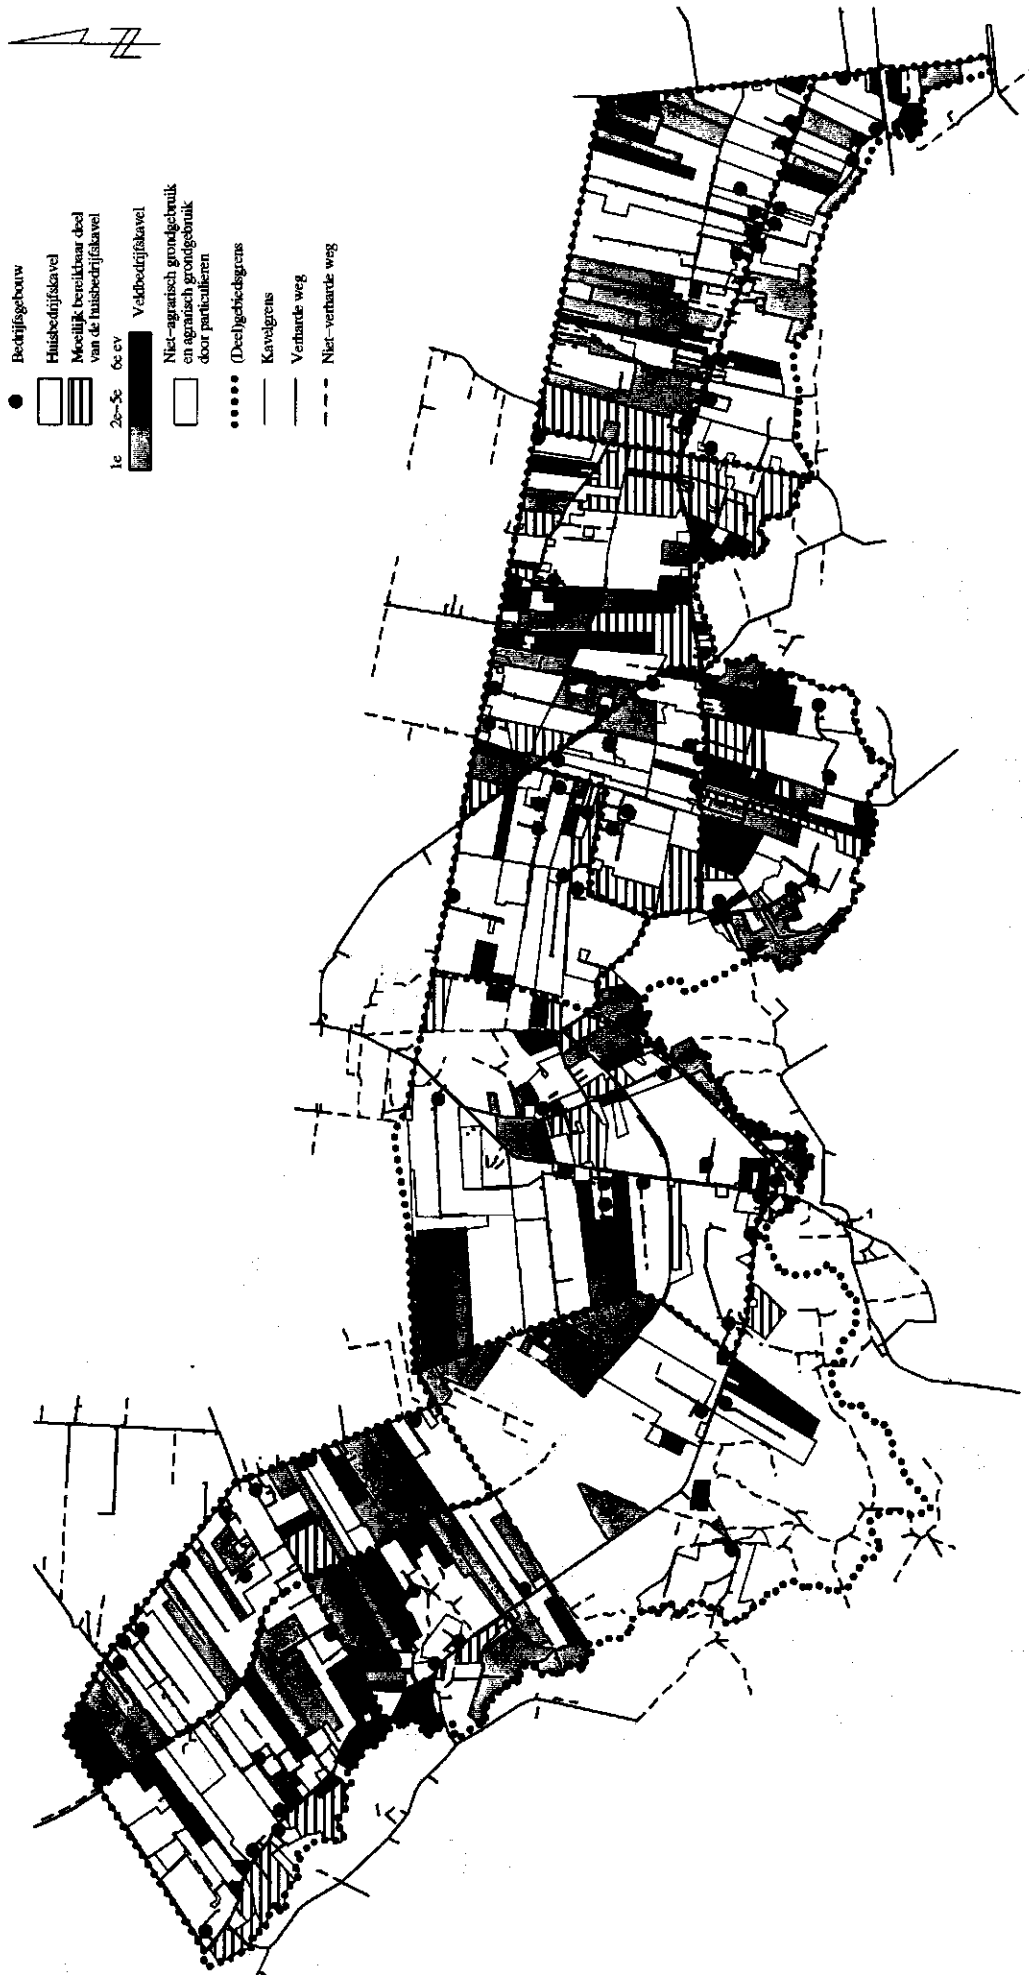 N
Bedrijfsgebouw
Huisbedrijfskavel
Moeilijk bereikbaar deel
van de huisbedrijfskavel
1e 2e-5e 6e ev
Veldbedrijfskavel
Niet-agrarisch grondgebruik
en agrarisch grondgebruik
door particulieren
(Deel)gebiedsgrens
Kavelgrens
Verharde weg
Niet-verharde weg